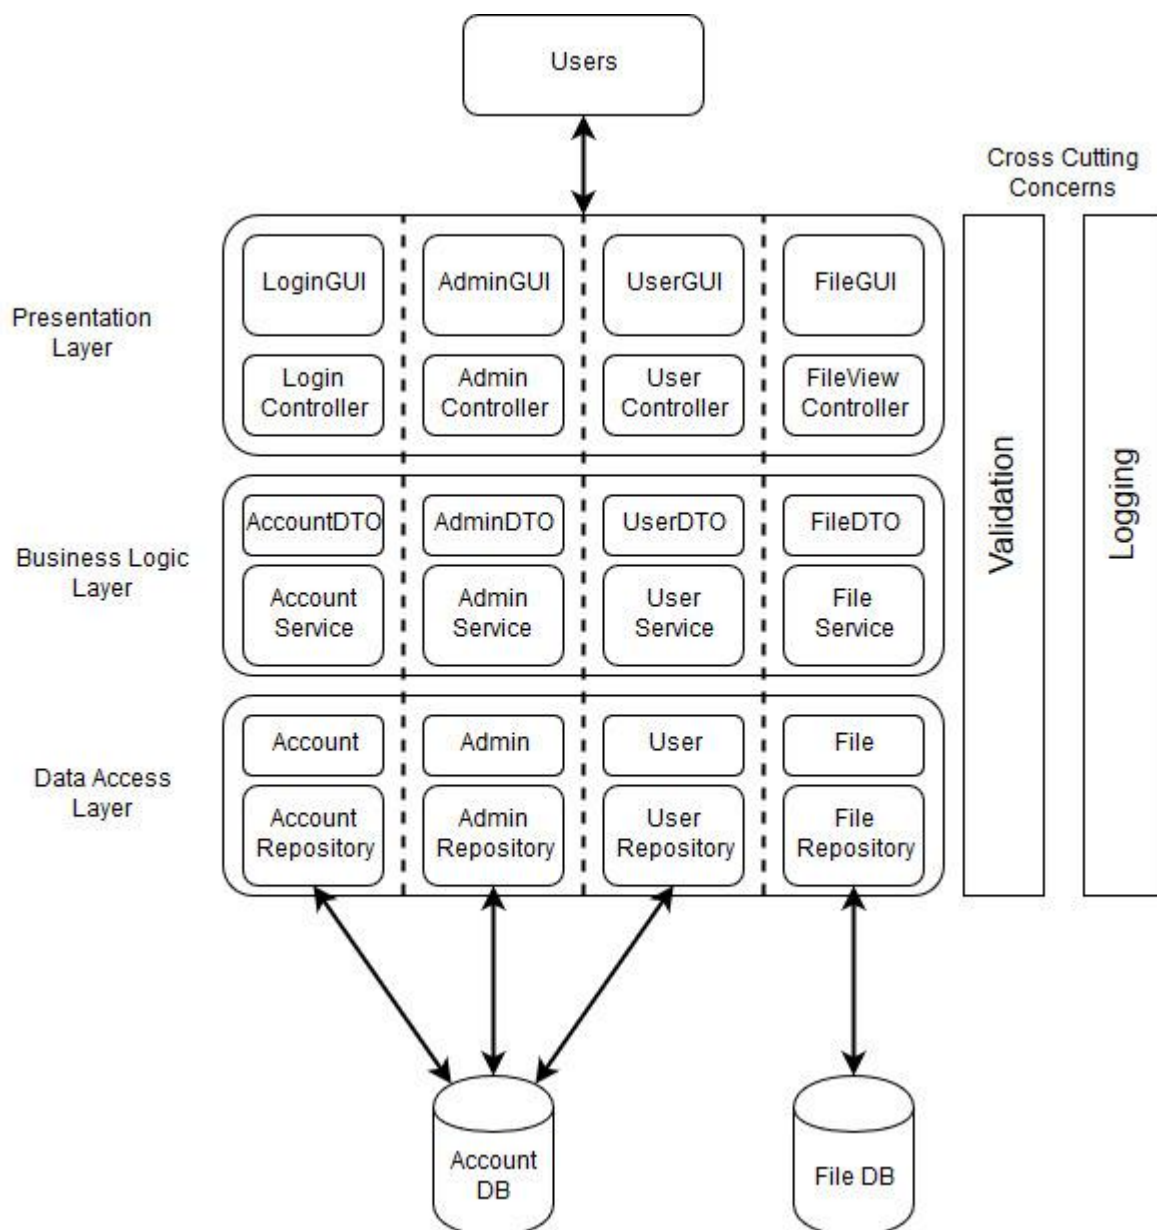 Users
Cross Cutting
Concerns
LoginGUI
AdminGUI
UserGUI
FileGUI
Presentation
Layer
Login
Controller
Admin
Controller
User
Controller
FileView
Controller
Validation
Logging
AccountDTO
AdminDTO
UserDTO
FileDTO
Business Logic
Layer
Account
Service
Admin
Service
User
Service
File
Service
Account
Admin
User
File
Data Access
Layer
Account
Repository
Admin
Repository
User
Repository
File
Repository
Account
DB
File DB